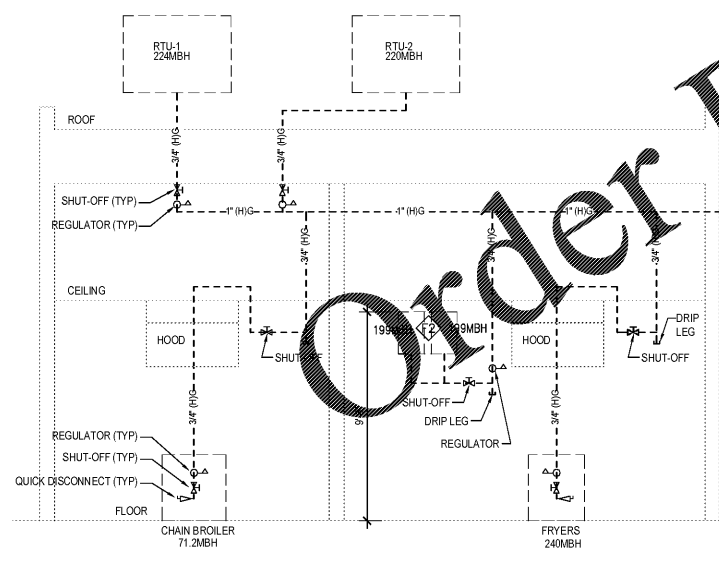 RTU-1
224MBH
RTU-2
220MBH
ROOF
3/4" (H)G
3/4" (H)G
SHUT-OFF (TYP)
REGULATOR (TYP)
1" (H)G
1" (H)G
1" (H)G
3/4" (H)G
3/4" (H)G
3/4" (H)G
CEILING
HOOD
SHUT-OFF
199MBH
F2
199MBH
HOOD
SHUT-OFF
DRIP
LEG
SHUT-OFF
DRIP LEG
REGULATOR
3/4" (H)G
3/4" (H)G
REGULATOR (TYP)
SHUT-OFF (TYP)
QUICK DISCONNECT (TYP)
FLOOR
CHAIN BROILER
71.2MBH
FRYERS
240MBH
Order